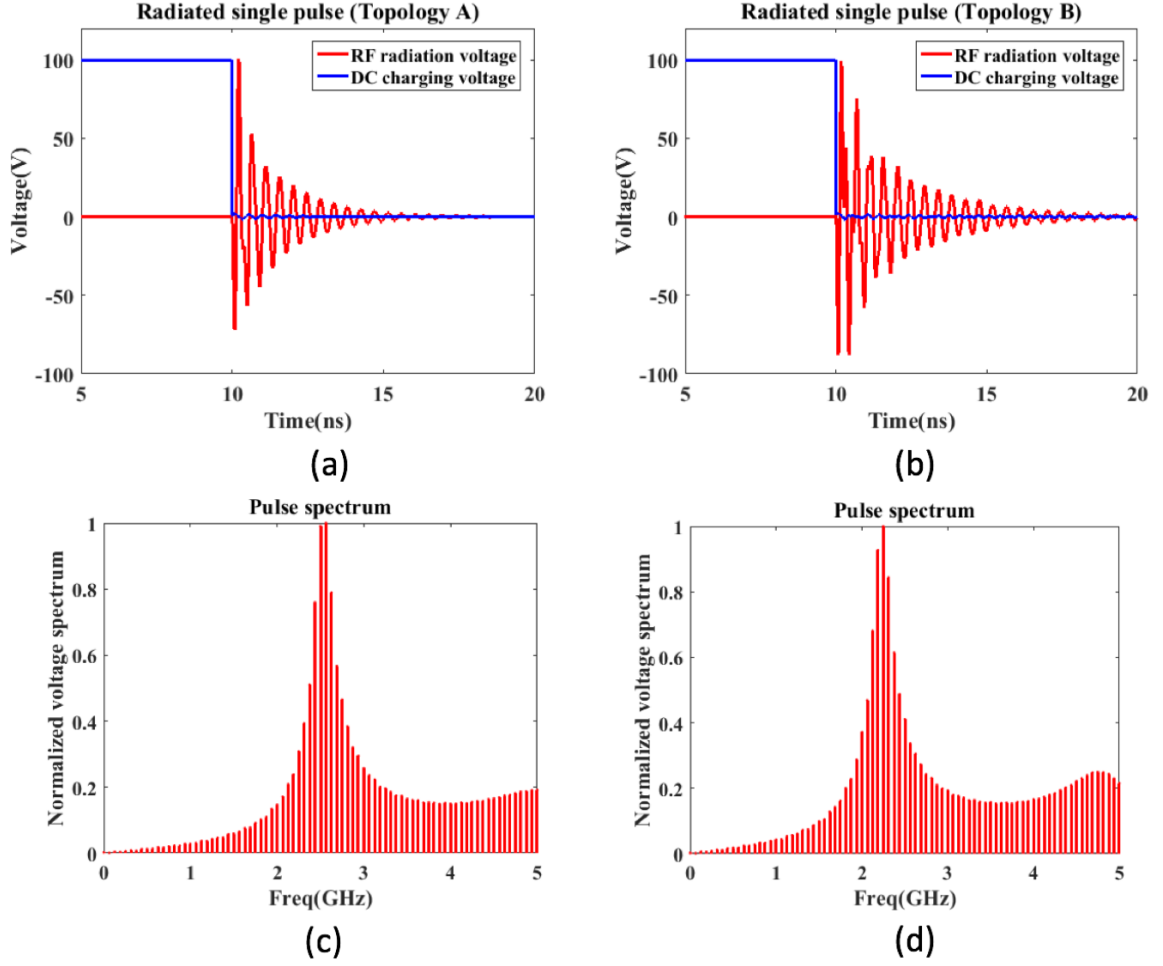 Radiated single pulse (Topology A)
RF radiation voltage
DC charging voltage
100
50
0
-50
-100
Voltage(V)
5
10
15
20
Time(ns)
(a)
Radiated single pulse (Topology B)
RF radiation voltage
DC charging voltage
100
50
0
-50
-100
Voltage(V)
5
10
15
20
Time(ns)
(b)
Pulse spectrum
1
0.8
0.6
0.4
0.2
0
Normalized voltage spectrum
0
1
2
3
4
5
Freq(GHz)
(c)
Pulse spectrum
1
0.8
0.6
0.4
0.2
0
Normalized voltage spectrum
0
1
2
3
4
5
Freq(GHz)
(d)